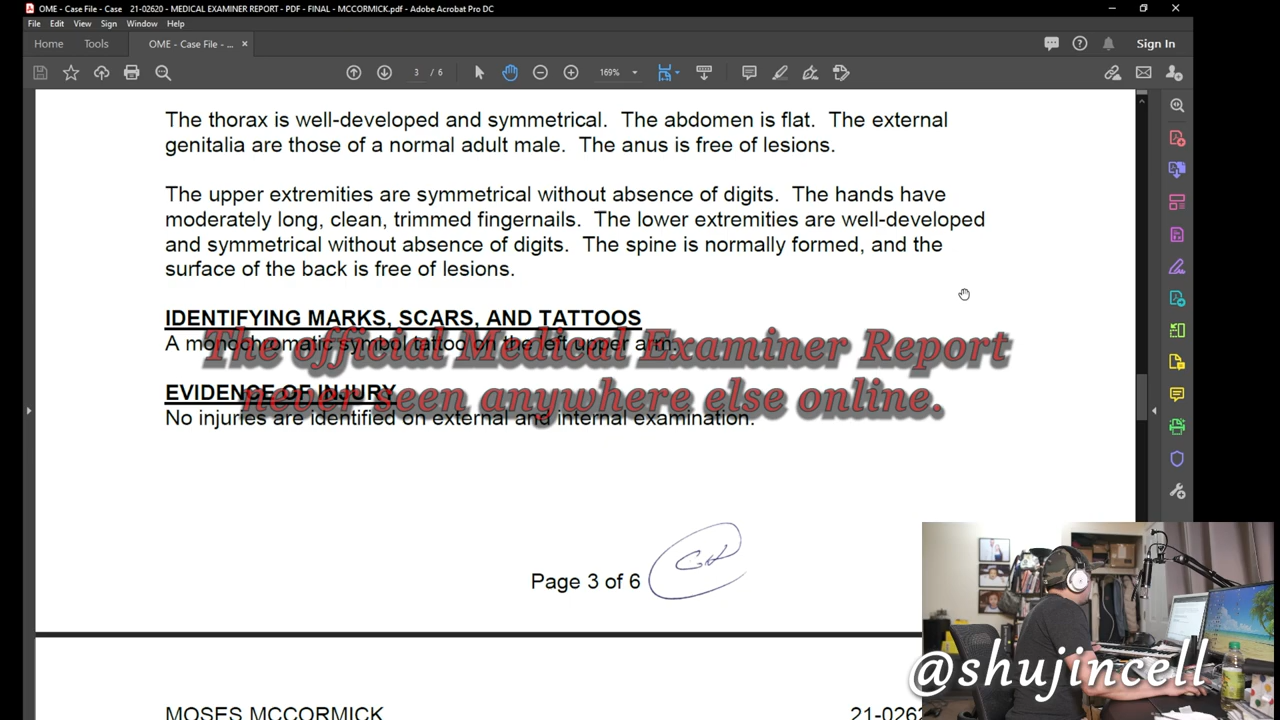 OME - Case File - Case 21-02620 - MEDICAL EXAMINER REPORT - PDF - FINAL - MCCORMICK.pdf - Adobe Acrobat Pro DC
File Edit View Sign Window Help
Home Tools OME - Case File - ... × Sign In
3 / 6 169%
The thorax is well-developed and symmetrical. The abdomen is flat. The external
genitalia are those of a normal adult male. The anus is free of lesions.
The upper extremities are symmetrical without absence of digits. The hands have
moderately long, clean, trimmed fingernails. The lower extremities are well-developed
and symmetrical without absence of digits. The spine is normally formed, and the
surface of the back is free of lesions.
IDENTIFYING MARKS, SCARS, AND TATTOOS
A monochromatic symbol tattoo on the left upper arm.
The official Medical Examiner Report
EVIDENCE OF INJURY
never seen anywhere else online.
No injuries are identified on external and internal examination.
Page 3 of 6
@shujincell
MOSES MCCORMICK 21-0262